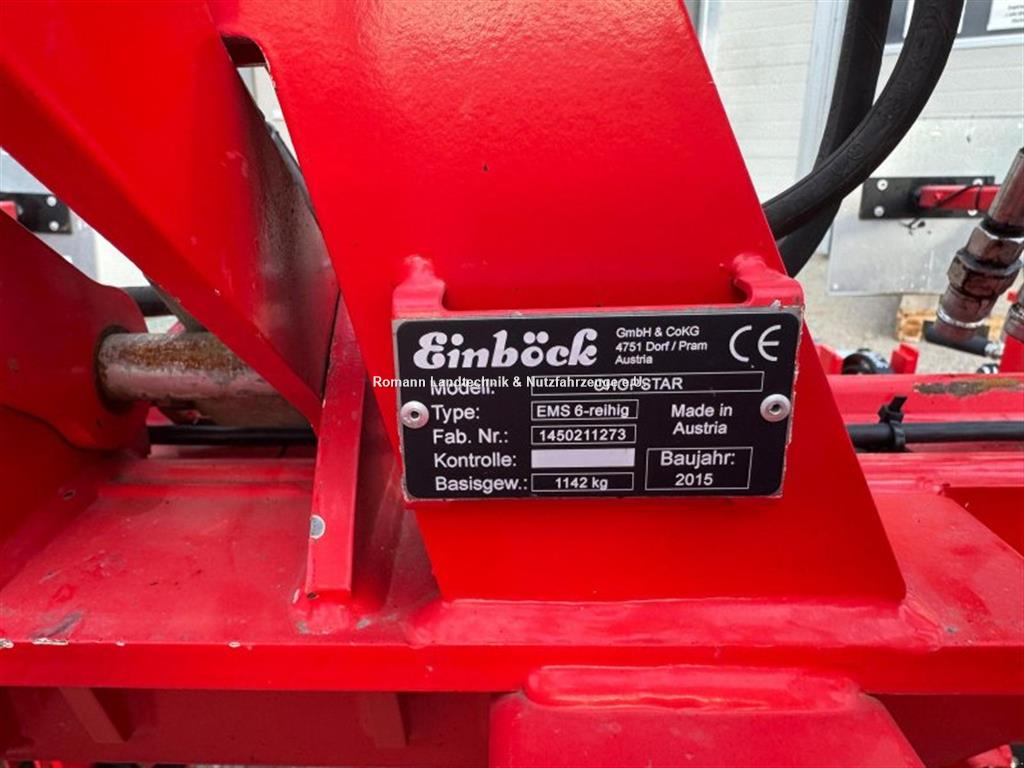 Einböck
GmbH & CoKG
4751 Dorf / Pram
Austria
CE
Modell:
STAR
Romann Landtechnik & Nutzfahrzeuge e.U.
Type: EMS 6-reihig
Made in
Austria
Fab. Nr.: 1450211273
Kontrolle:
Baujahr:
2015
Basisgew.: 1142 kg